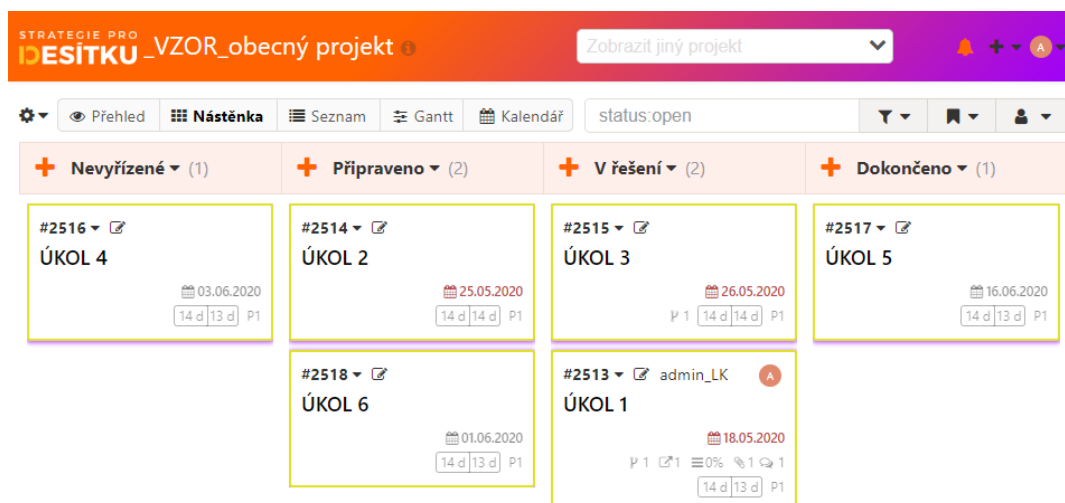 STRATEGIE PRO
DESÍTKU
_VZOR_obecný projekt
Zobrazit jiný projekt
A
Přehled
Nástěnka
Seznam
Gantt
Kalendář
status:open
Nevyřízené (1)
Připraveno (2)
V řešení (2)
Dokončeno (1)
#2516
ÚKOL 4
03.06.2020
14 d 13 d P1
#2514
ÚKOL 2
25.05.2020
14 d 14 d P1
#2515
ÚKOL 3
26.05.2020
1 14 d 14 d P1
#2517
ÚKOL 5
16.06.2020
14 d 13 d P1
#2518
ÚKOL 6
01.06.2020
14 d 13 d P1
#2513 admin_LK A
ÚKOL 1
18.05.2020
1 1 0% 1 1
14 d 13 d P1